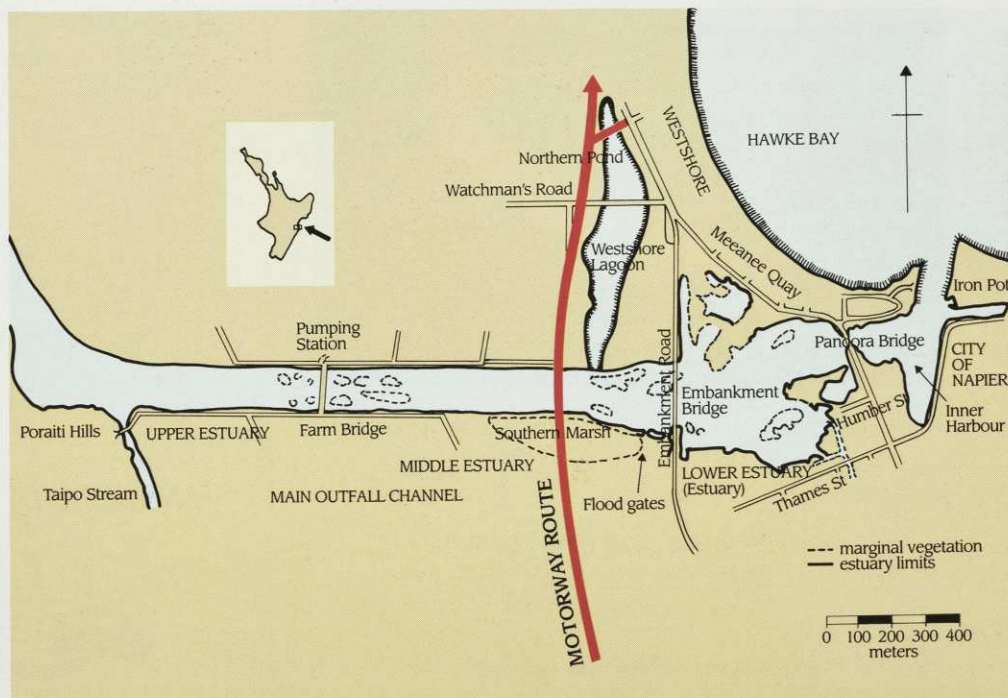 HAWKE BAY
WESTSHORE
Northern Pond
Watchman's Road
Westshore
Lagoon
Meeanee Quay
Iron Pot
Pumping
Station
Pandora Bridge
CITY
OF
NAPIER
Embankment Road
Embankment
Bridge
Inner
Harbour
Humber St
Poraiti Hills
UPPER ESTUARY
Farm Bridge
Southern Marsh
MIDDLE ESTUARY
LOWER ESTUARY
(Estuary)
Thames St
Taipo Stream
MAIN OUTFALL CHANNEL
Flood gates
MOTORWAY ROUTE
marginal vegetation
estuary limits
0 100 200 300 400
meters